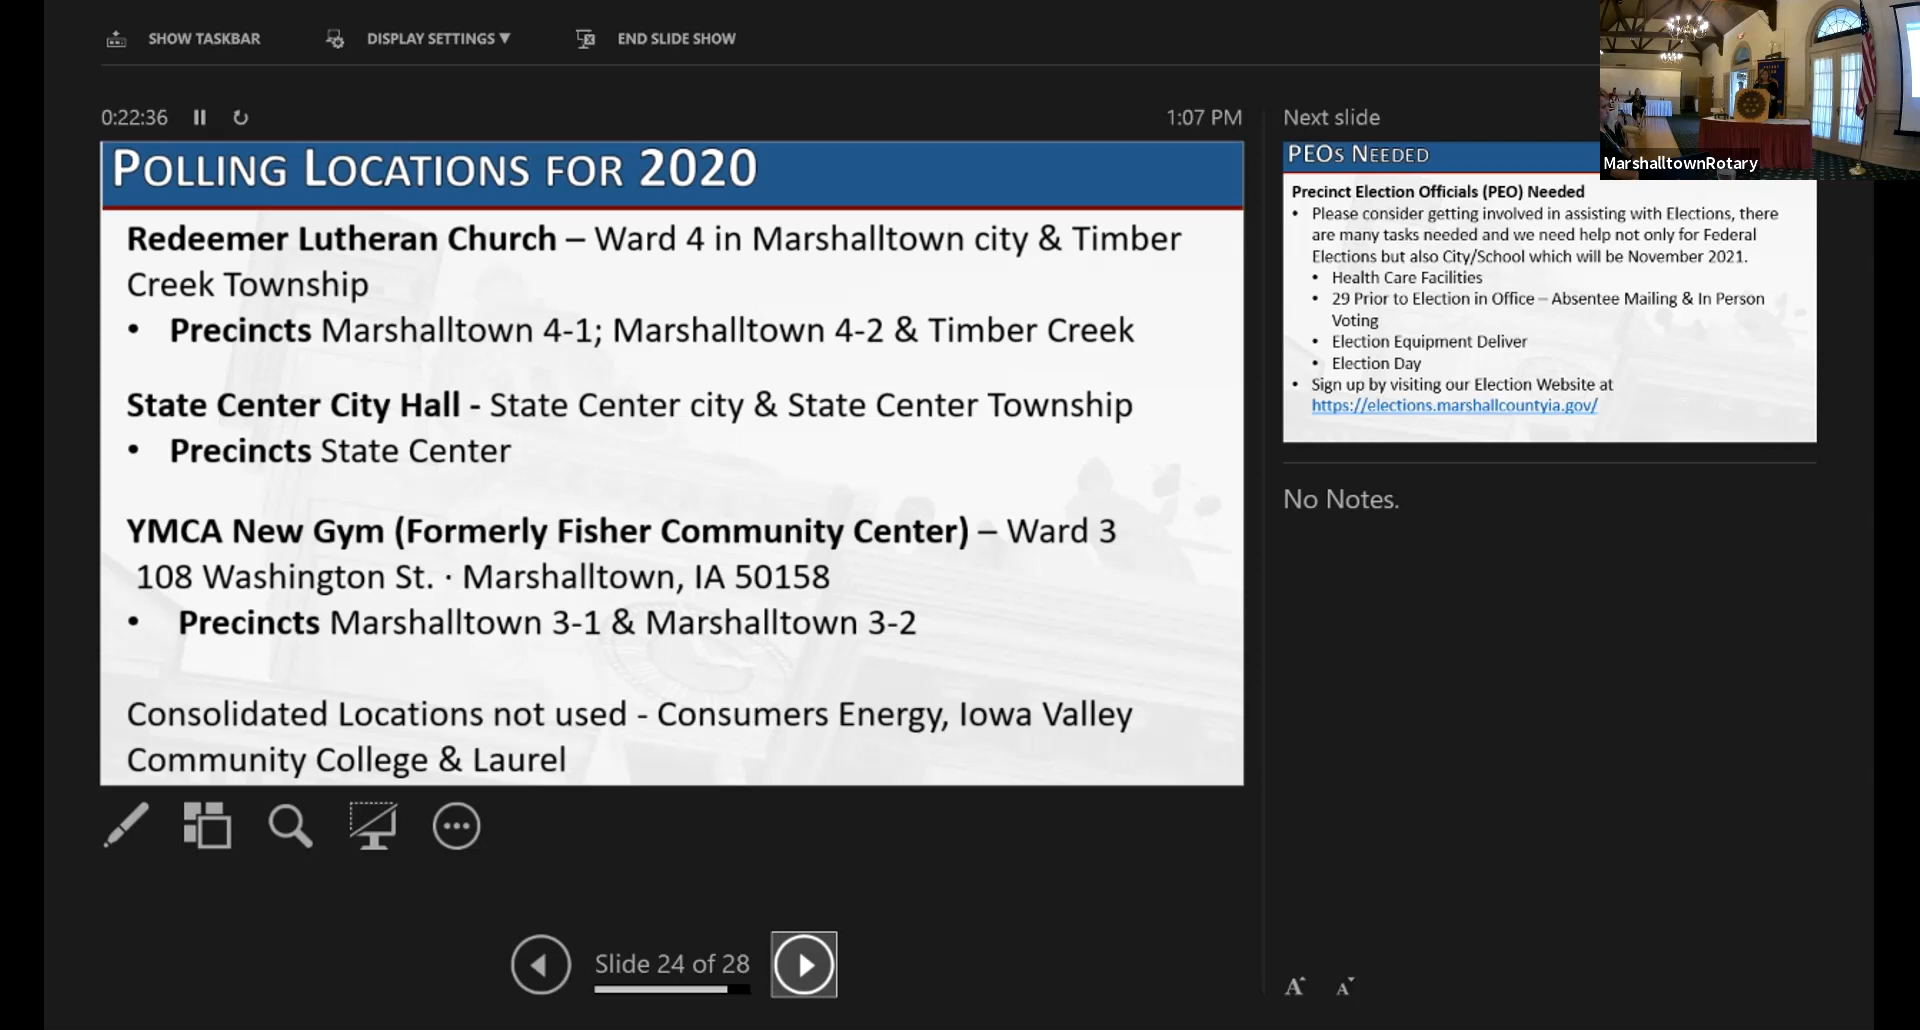 SHOW TASKBAR
DISPLAY SETTINGS ▼
END SLIDE SHOW
0:22:36
1:07 PM
POLLING LOCATIONS FOR 2020
Redeemer Lutheran Church – Ward 4 in Marshalltown city & Timber
Creek Township
• Precincts Marshalltown 4-1; Marshalltown 4-2 & Timber Creek
State Center City Hall - State Center city & State Center Township
• Precincts State Center
YMCA New Gym (Formerly Fisher Community Center) – Ward 3
108 Washington St. · Marshalltown, IA 50158
• Precincts Marshalltown 3-1 & Marshalltown 3-2
Consolidated Locations not used - Consumers Energy, Iowa Valley
Community College & Laurel
Slide 24 of 28
Next slide
MarshalltownRotary
PEOS NEEDED
Precinct Election Officials (PEO) Needed
• Please consider getting involved in assisting with Elections, there
are many tasks needed and we need help not only for Federal
Elections but also City/School which will be November 2021.
• Health Care Facilities
• 29 Prior to Election in Office – Absentee Mailing & In Person
Voting
• Election Equipment Deliver
• Election Day
• Sign up by visiting our Election Website at
https://elections.marshallcountyia.gov/
No Notes.
A A